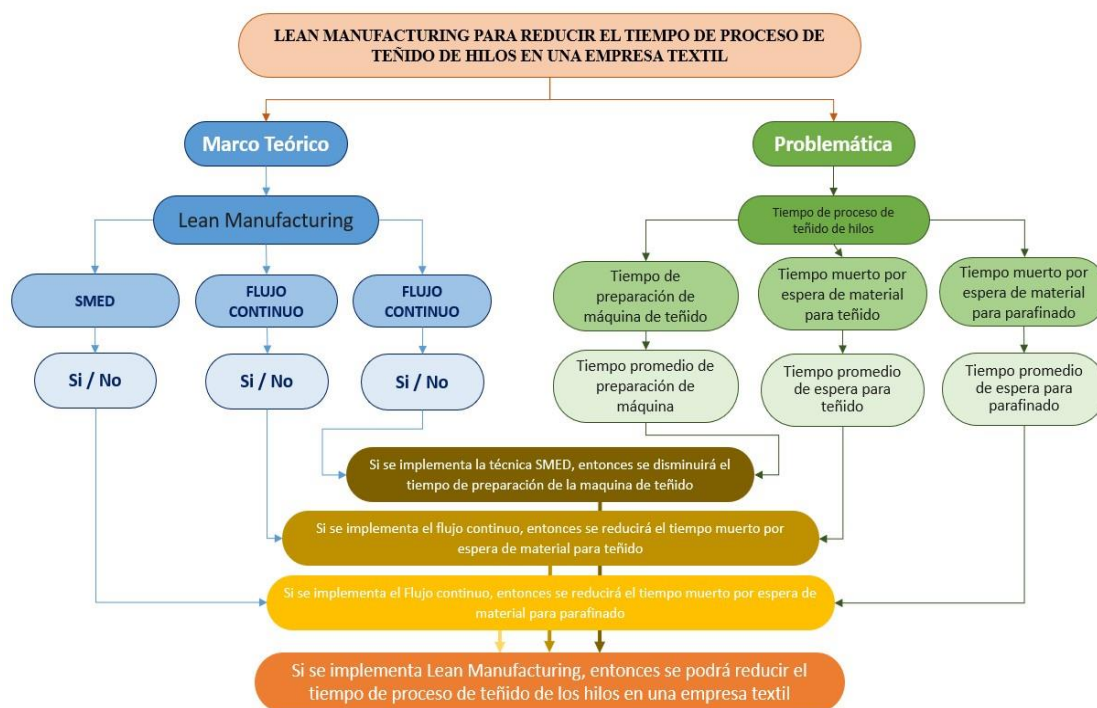 LEAN MANUFACTURING PARA REDUCIR EL TIEMPO DE PROCESO DE
TEÑIDO DE HILOS EN UNA EMPRESA TEXTIL
Marco Teórico
Problemática
Lean Manufacturing
Tiempo de proceso de
teñido de hilos
SMED
FLUJO
CONTINUO
FLUJO
CONTINUO
Tiempo de
preparación de
máquina de teñido
Tiempo muerto por
espera de material
para teñido
Tiempo muerto por
espera de material
para parafinado
Si / No
Si / No
Si / No
Tiempo promedio de
preparación de
máquina
Tiempo promedio
de espera para
teñido
Tiempo promedio
de espera para
parafinado
Si se implementa la técnica SMED, entonces se disminuirá el
tiempo de preparación de la maquina de teñido
Si se implementa el flujo continuo, entonces se reducirá el tiempo muerto por
espera de material para teñido
Si se implementa el Flujo continuo, entonces se reducirá el tiempo muerto por espera de
material para parafinado
Si se implementa Lean Manufacturing, entonces se podrá reducir el
tiempo de proceso de teñido de los hilos en una empresa textil